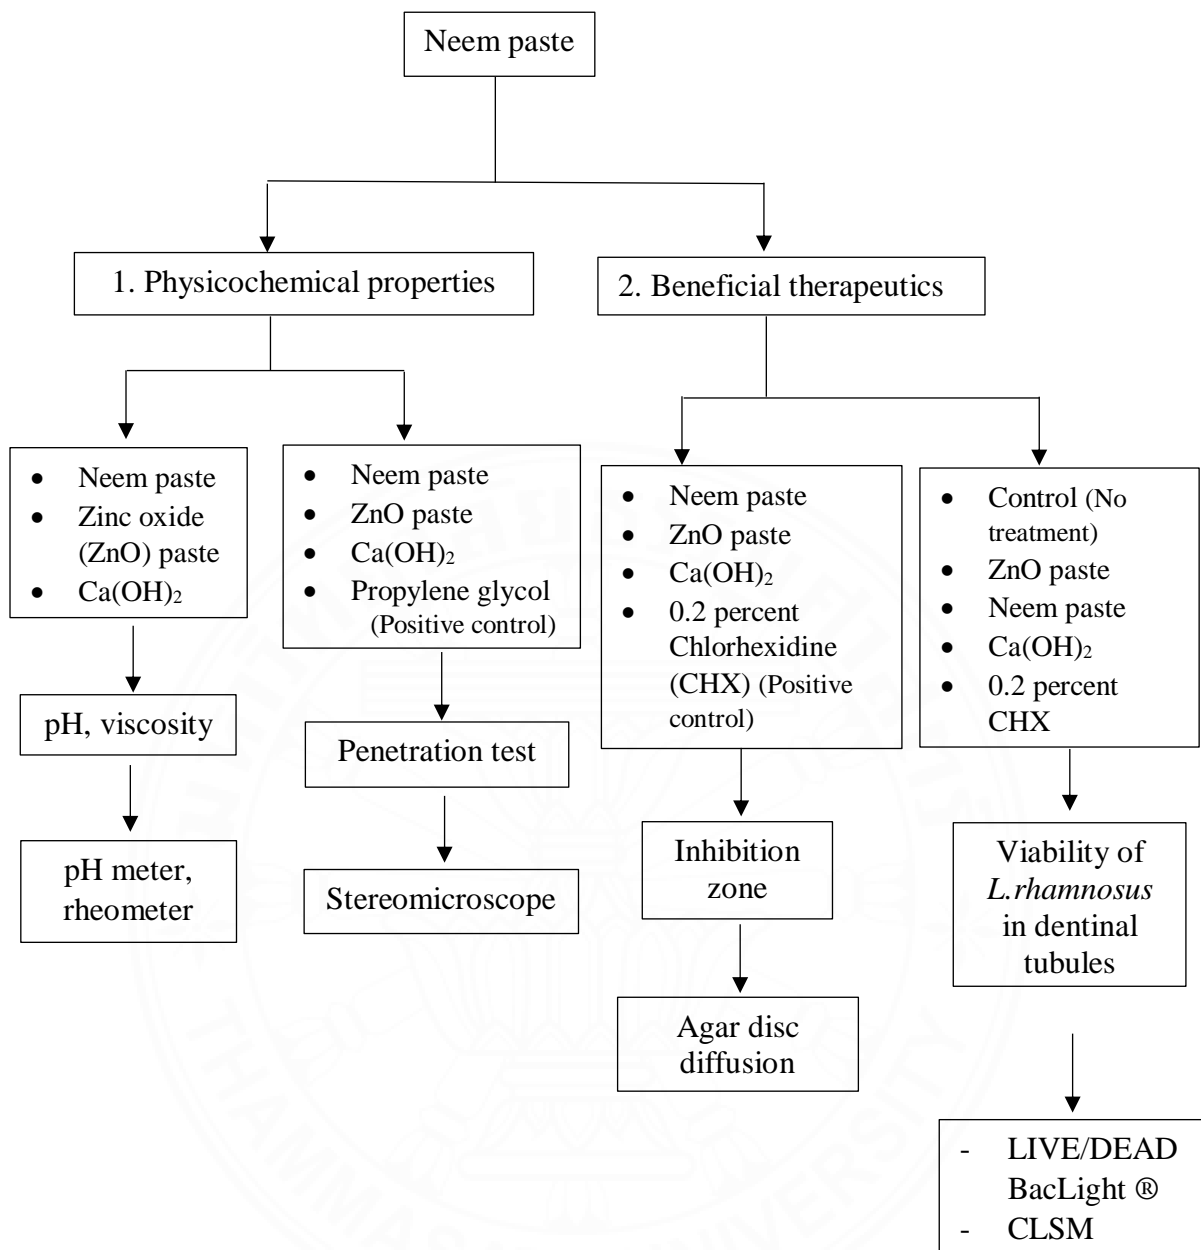 Neem paste
1. Physicochemical properties
2. Beneficial therapeutics
• Neem paste
• Zinc oxide
(ZnO) paste
• Ca(OH)₂
• Neem paste
• ZnO paste
• Ca(OH)₂
• Propylene glycol
(Positive control)
• Neem paste
• ZnO paste
• Ca(OH)₂
• 0.2 percent
Chlorhexidine
(CHX) (Positive
control)
• Control (No
treatment)
• ZnO paste
• Neem paste
• Ca(OH)₂
• 0.2 percent
CHX
pH, viscosity
Penetration test
Inhibition
zone
Viability of
L.rhamnosus
in dentinal
tubules
pH meter,
rheometer
Stereomicroscope
Agar disc
diffusion
- LIVE/DEAD
BacLight ®
- CLSM
THAMMASAT UNIVERSITY